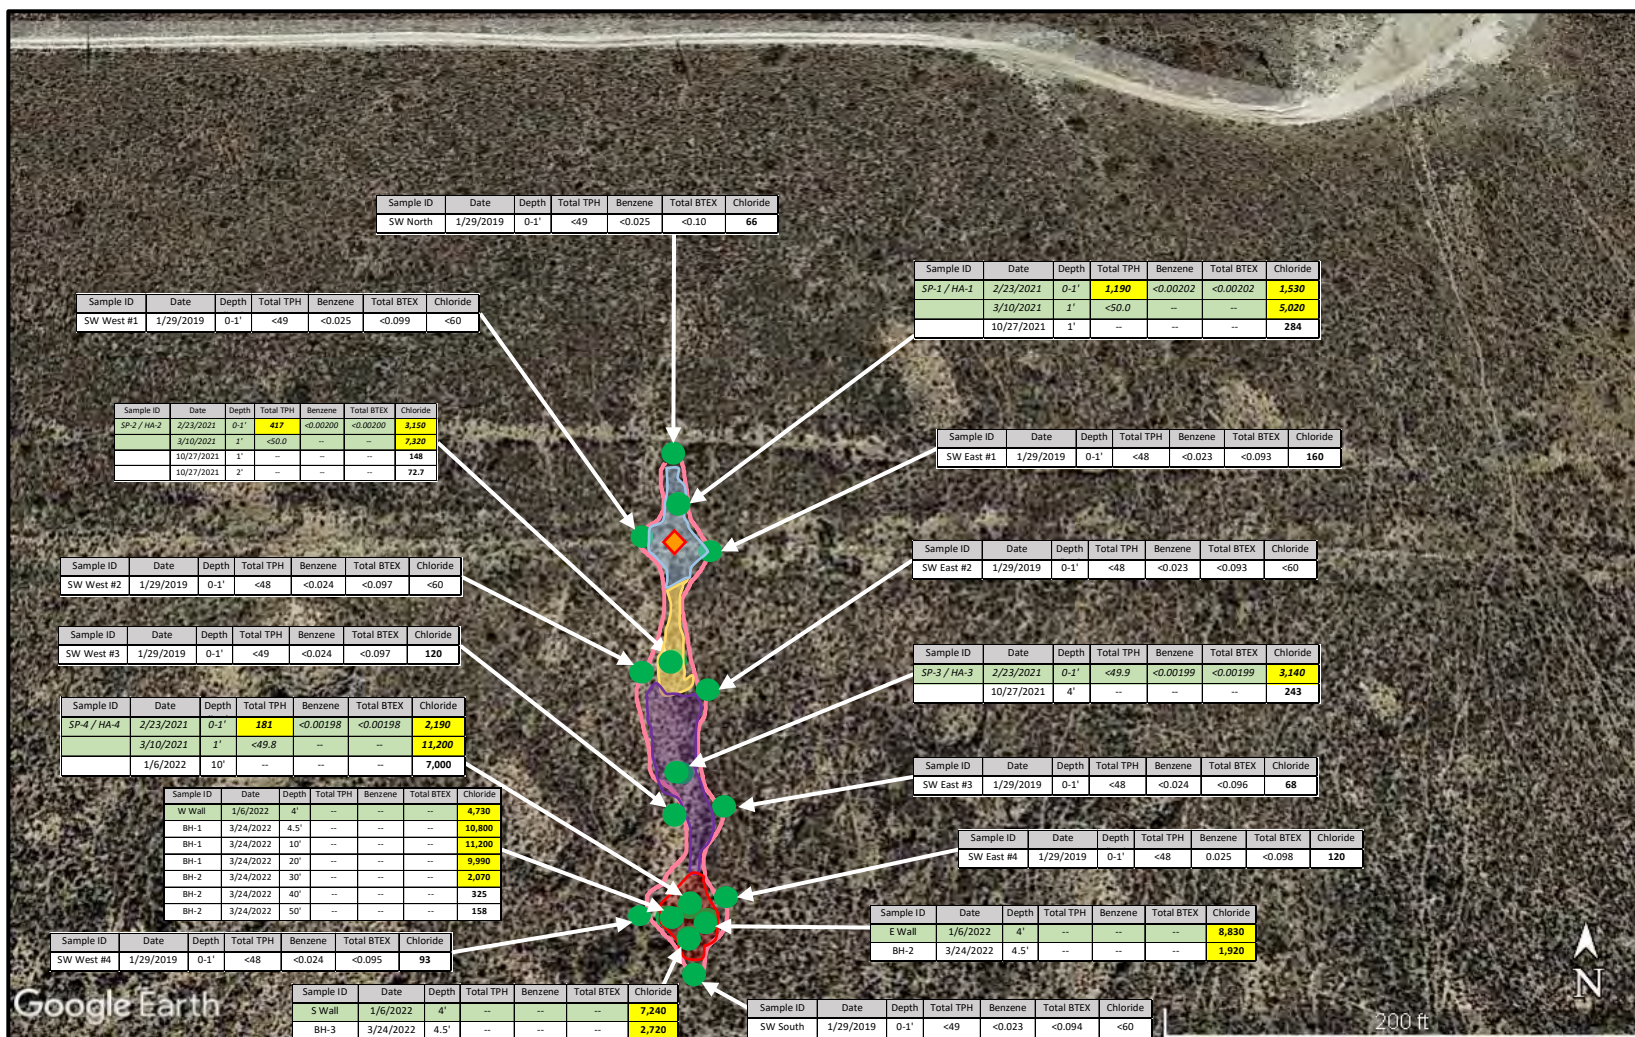 Sample ID Date Depth Total TPH Benzene Total BTEX Chloride
SW North 1/29/2019 0-1' <49 <0.025 <0.10 66
Sample ID Date Depth Total TPH Benzene Total BTEX Chloride
SP-1 / HA-1 2/23/2021 0-1' 1,190 <0.00202 <0.00202 1,530
3/10/2021 1' <50.0 -- -- 5,020
10/27/2021 1' -- -- -- 284
Sample ID Date Depth Total TPH Benzene Total BTEX Chloride
SW West #1 1/29/2019 0-1' <49 <0.025 <0.099 <60
Sample ID Date Depth Total TPH Benzene Total BTEX Chloride
SP-2 / HA-2 2/23/2021 0-1' 417 <0.00200 <0.00200 3,150
3/10/2021 1' <50.0 -- -- 7,320
10/27/2021 1' -- -- -- 148
10/27/2021 2' -- -- -- 72.7
Sample ID Date Depth Total TPH Benzene Total BTEX Chloride
SW East #1 1/29/2019 0-1' <48 <0.023 <0.093 160
Sample ID Date Depth Total TPH Benzene Total BTEX Chloride
SW East #2 1/29/2019 0-1' <48 <0.023 <0.093 <60
Sample ID Date Depth Total TPH Benzene Total BTEX Chloride
SW West #2 1/29/2019 0-1' <48 <0.024 <0.097 <60
Sample ID Date Depth Total TPH Benzene Total BTEX Chloride
SW West #3 1/29/2019 0-1' <49 <0.024 <0.097 120
Sample ID Date Depth Total TPH Benzene Total BTEX Chloride
SP-3 / HA-3 2/23/2021 0-1' <49.9 <0.00199 <0.00199 3,140
10/27/2021 4' -- -- -- 243
Sample ID Date Depth Total TPH Benzene Total BTEX Chloride
SP-4 / HA-4 2/23/2021 0-1' 181 <0.00198 <0.00198 2,190
3/10/2021 1' <49.8 -- -- 11,200
1/6/2022 10' -- -- -- 7,000
Sample ID Date Depth Total TPH Benzene Total BTEX Chloride
SW East #3 1/29/2019 0-1' <48 <0.024 <0.096 68
Sample ID Date Depth Total TPH Benzene Total BTEX Chloride
W Wall 1/6/2022 4' -- -- -- 4,730
BH-1 3/24/2022 4.5' -- -- -- 10,800
BH-1 3/24/2022 10' -- -- -- 11,200
BH-1 3/24/2022 20' -- -- -- 9,990
BH-2 3/24/2022 30' -- -- -- 2,070
BH-2 3/24/2022 40' -- -- -- 325
BH-2 3/24/2022 50' -- -- -- 158
Sample ID Date Depth Total TPH Benzene Total BTEX Chloride
SW East #4 1/29/2019 0-1' <48 0.025 <0.098 120
Sample ID Date Depth Total TPH Benzene Total BTEX Chloride
E Wall 1/6/2022 4' -- -- -- 8,830
BH-2 3/24/2022 4.5' -- -- -- 1,920
Sample ID Date Depth Total TPH Benzene Total BTEX Chloride
SW West #4 1/29/2019 0-1' <48 <0.024 <0.095 93
Sample ID Date Depth Total TPH Benzene Total BTEX Chloride
S Wall 1/6/2022 4' -- -- -- 7,240
BH-3 3/24/2022 4.5' -- -- -- 2,720
Sample ID Date Depth Total TPH Benzene Total BTEX Chloride
SW South 1/29/2019 0-1' <49 <0.023 <0.094 <60
Google Earth
N
200 ft